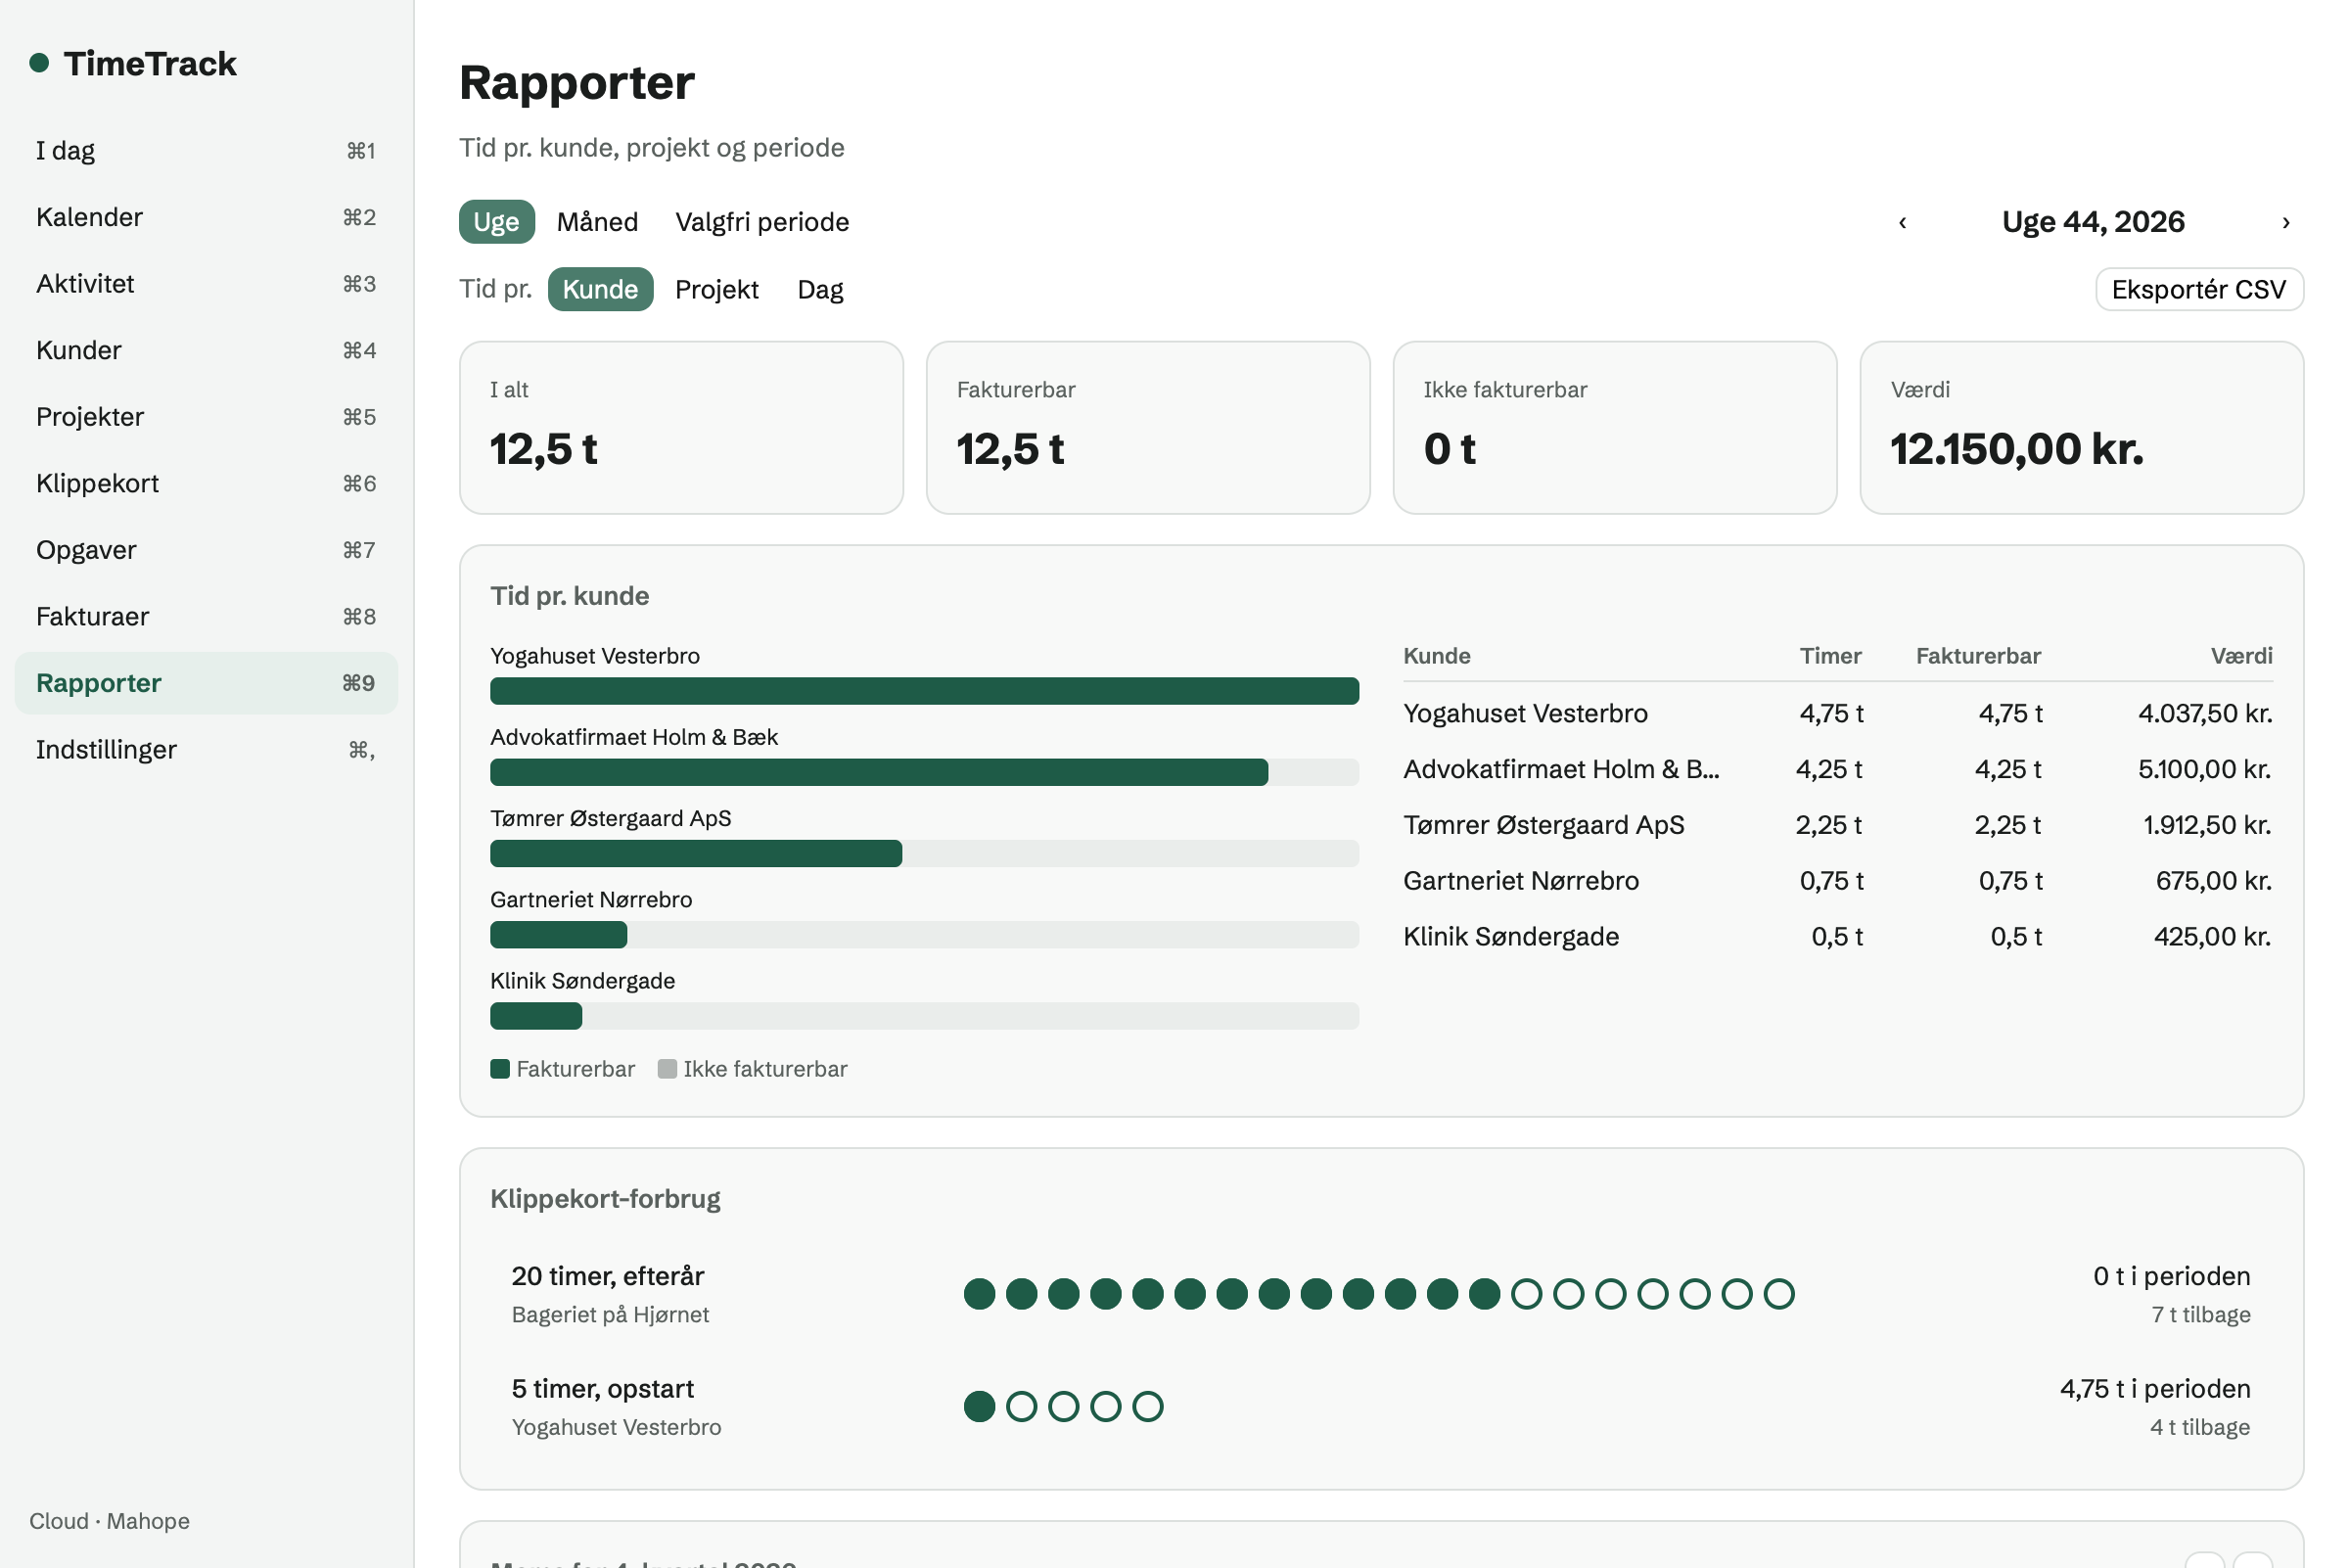 TimeTrack
I dag ⌘1
Kalender ⌘2
Aktivitet ⌘3
Kunder ⌘4
Projekter ⌘5
Klippekort ⌘6
Opgaver ⌘7
Fakturaer ⌘8
Rapporter ⌘9
Indstillinger ⌘,
Cloud · Mahope
Rapporter
Tid pr. kunde, projekt og periode
Uge Måned Valgfri periode ‹ Uge 44, 2026 ›
Tid pr. Kunde Projekt Dag Eksportér CSV
I alt
12,5 t
Fakturerbar
12,5 t
Ikke fakturerbar
0 t
Værdi
12.150,00 kr.
Tid pr. kunde
Yogahuset Vesterbro
Advokatfirmaet Holm & Bæk
Tømrer Østergaard ApS
Gartneriet Nørrebro
Klinik Søndergade
Fakturerbar Ikke fakturerbar
Kunde Timer Fakturerbar Værdi
Yogahuset Vesterbro 4,75 t 4,75 t 4.037,50 kr.
Advokatfirmaet Holm & B... 4,25 t 4,25 t 5.100,00 kr.
Tømrer Østergaard ApS 2,25 t 2,25 t 1.912,50 kr.
Gartneriet Nørrebro 0,75 t 0,75 t 675,00 kr.
Klinik Søndergade 0,5 t 0,5 t 425,00 kr.
Klippekort-forbrug
20 timer, efterår 0 t i perioden
Bageriet på Hjørnet 7 t tilbage
5 timer, opstart 4,75 t i perioden
Yogahuset Vesterbro 4 t tilbage